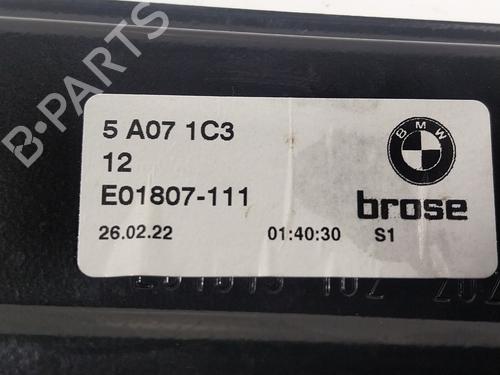 B-PARTS
5 A07 1C3
12
E01807-111
26.02.22 01:40:30 S1
BMW
brose